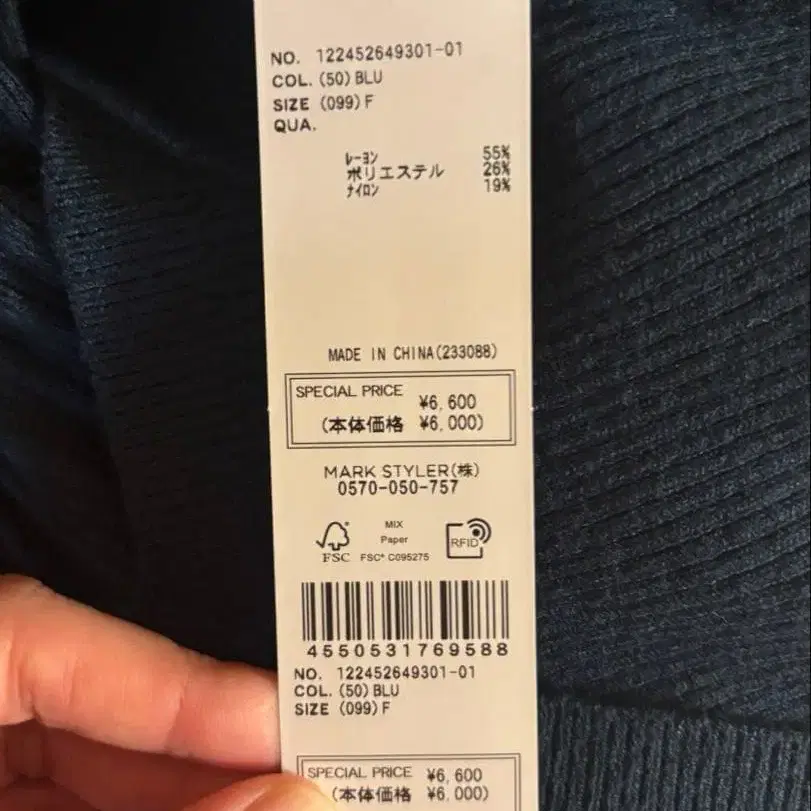 NO. 122452649301-01
COL. (50) BLU
SIZE (099) F
QUA.
ﾚｰﾖﾝ 55%
ポリエステル 26%
ﾅｲﾛﾝ 19%
MADE IN CHINA(233088)
SPECIAL PRICE ¥6,600
(本体価格 ¥6,000)
MARK STYLER(株)
0570-050-757
FSC
MIX
Paper
FSC® C095275
RFID
4550531769588
NO. 122452649301-01
COL. (50) BLU
SIZE (099) F
SPECIAL PRICE ¥6,600
(本体価格 ¥6,000)